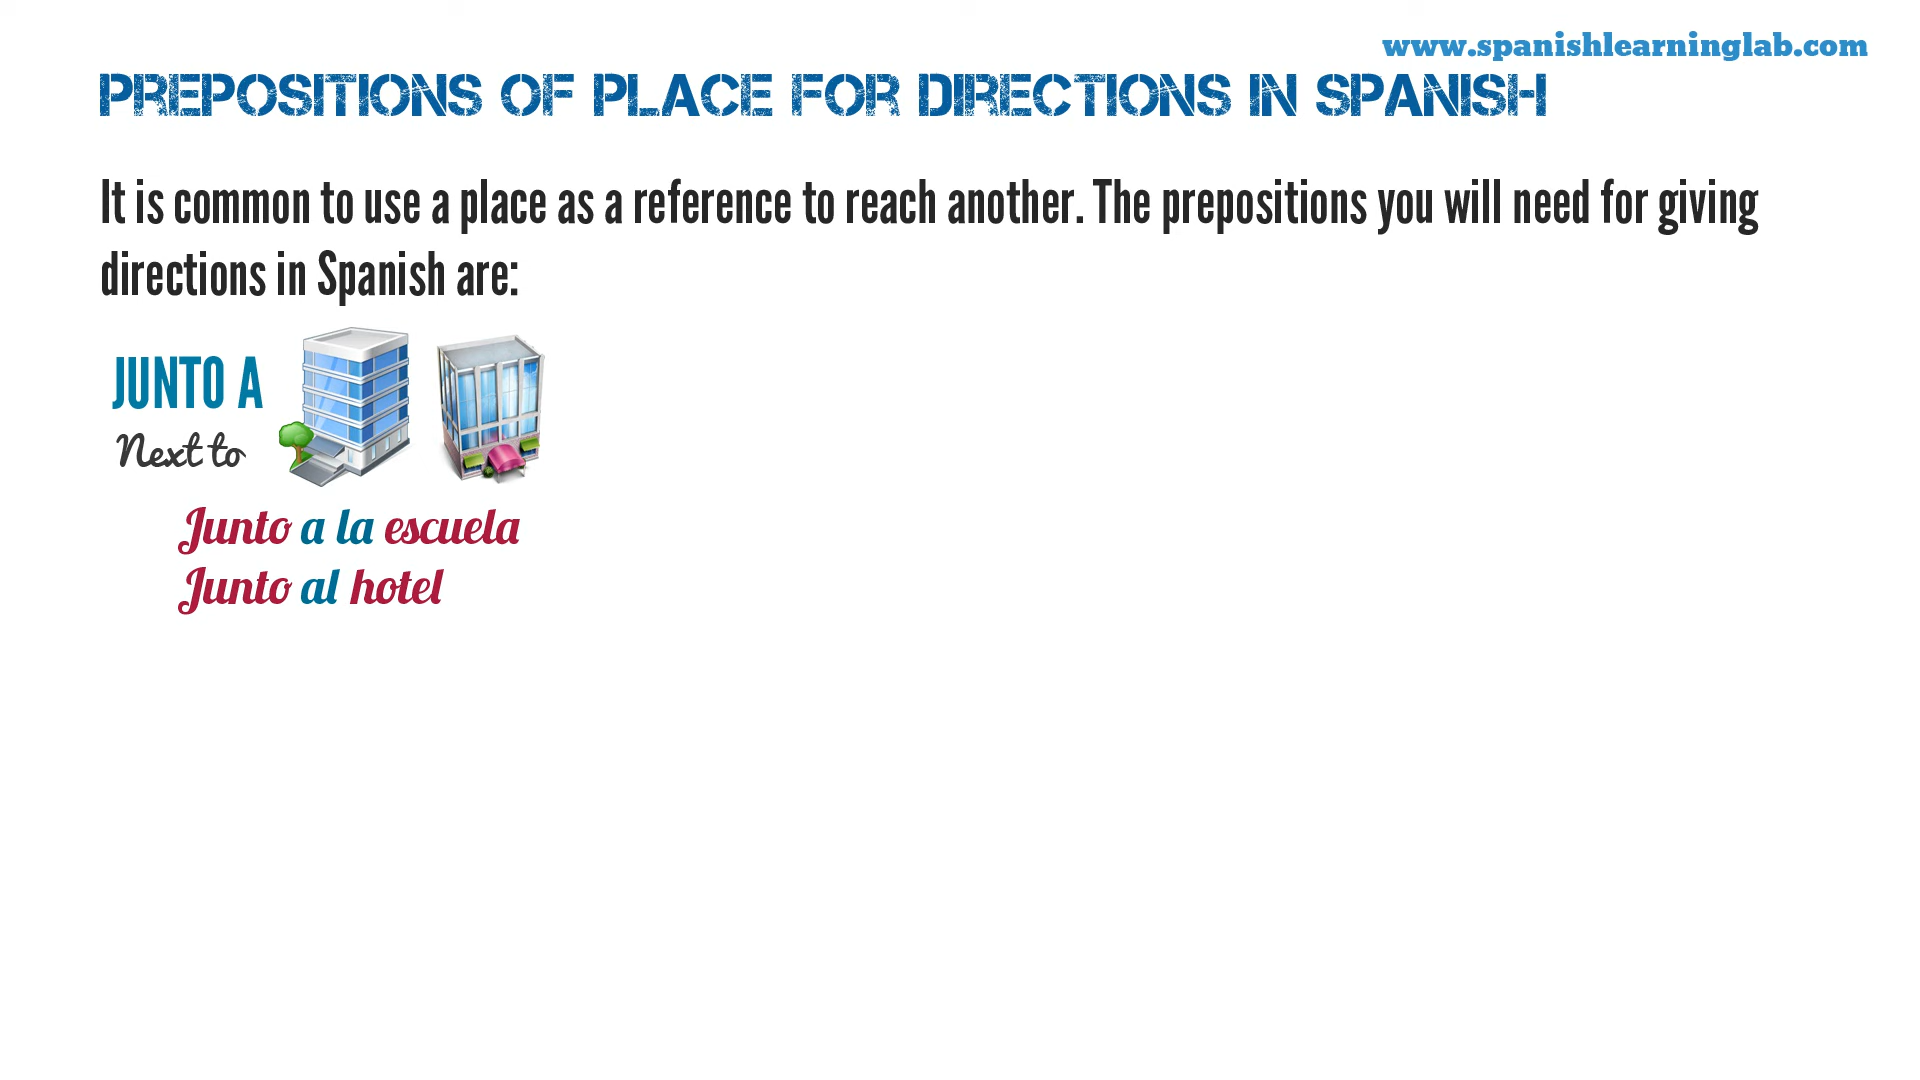 www.spanishlearninglab.com
PREPOSITIONS OF PLACE FOR DIRECTIONS IN SPANISH
It is common to use a place as a reference to reach another. The prepositions you will need for giving
directions in Spanish are:
JUNTO A
Next to
Junto a la escuela
Junto al hotel